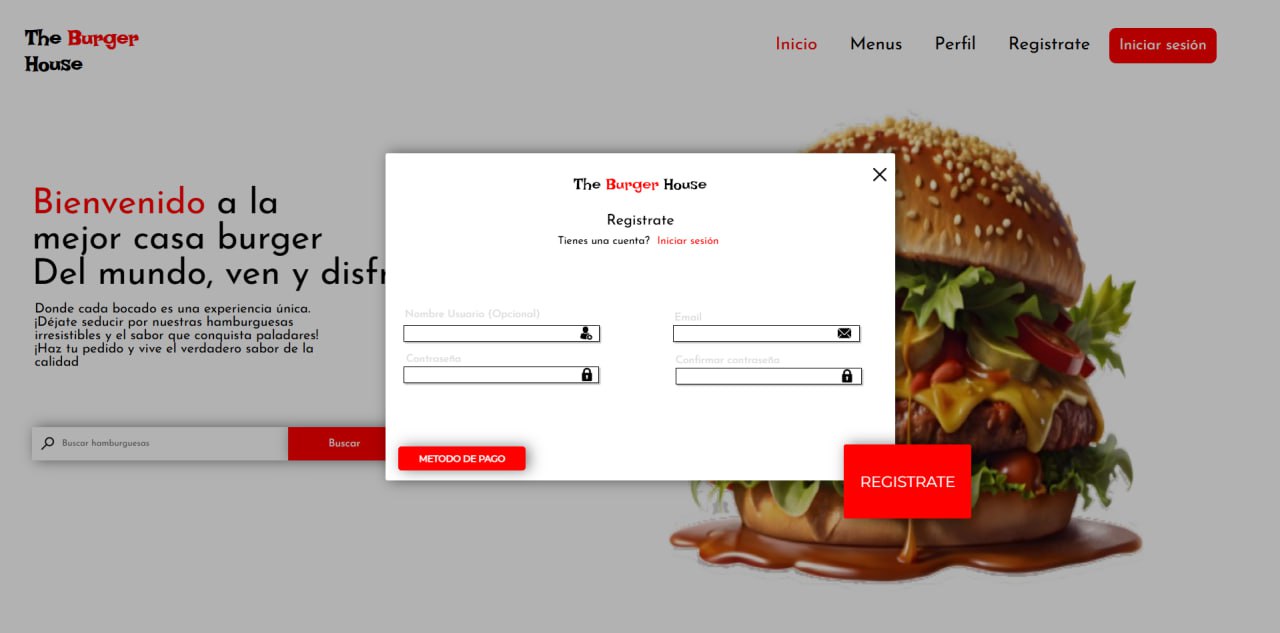 The Burger
House
Inicio
Menus
Perfil
Registrate
Iniciar sesión
Bienvenido a la
mejor casa burger
Del mundo, ven y disfr
Donde cada bocado es una experiencia única.
¡Déjate seducir por nuestras hamburguesas
irresistibles y el sabor que conquista paladares!
¡Haz tu pedido y vive el verdadero sabor de la
calidad
Buscar hamburguesas
Buscar
The Burger House
Registrate
Tienes una cuenta? Iniciar sesión
Nombre Usuario (Opcional)
Email
Contraseña
Confirmar contraseña
METODO DE PAGO
REGISTRATE